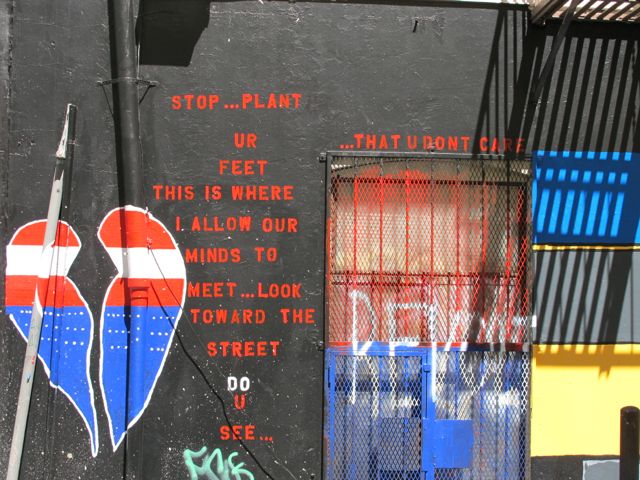 STOP...PLANT
UR
FEET
THIS IS WHERE
I ALLOW OUR
MINDS TO
MEET...LOOK
TOWARD THE
STREET
DO
U
SEE...
...THAT U DONT CARE